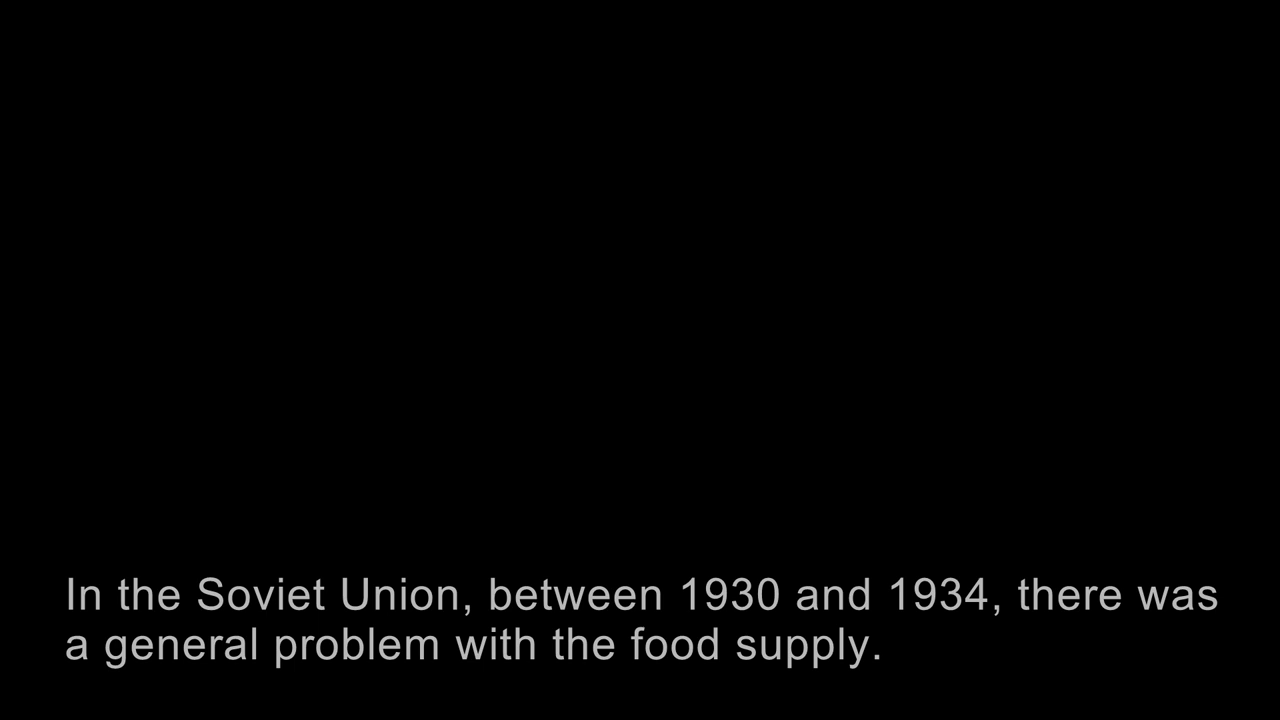 In the Soviet Union, between 1930 and 1934, there was
a general problem with the food supply.